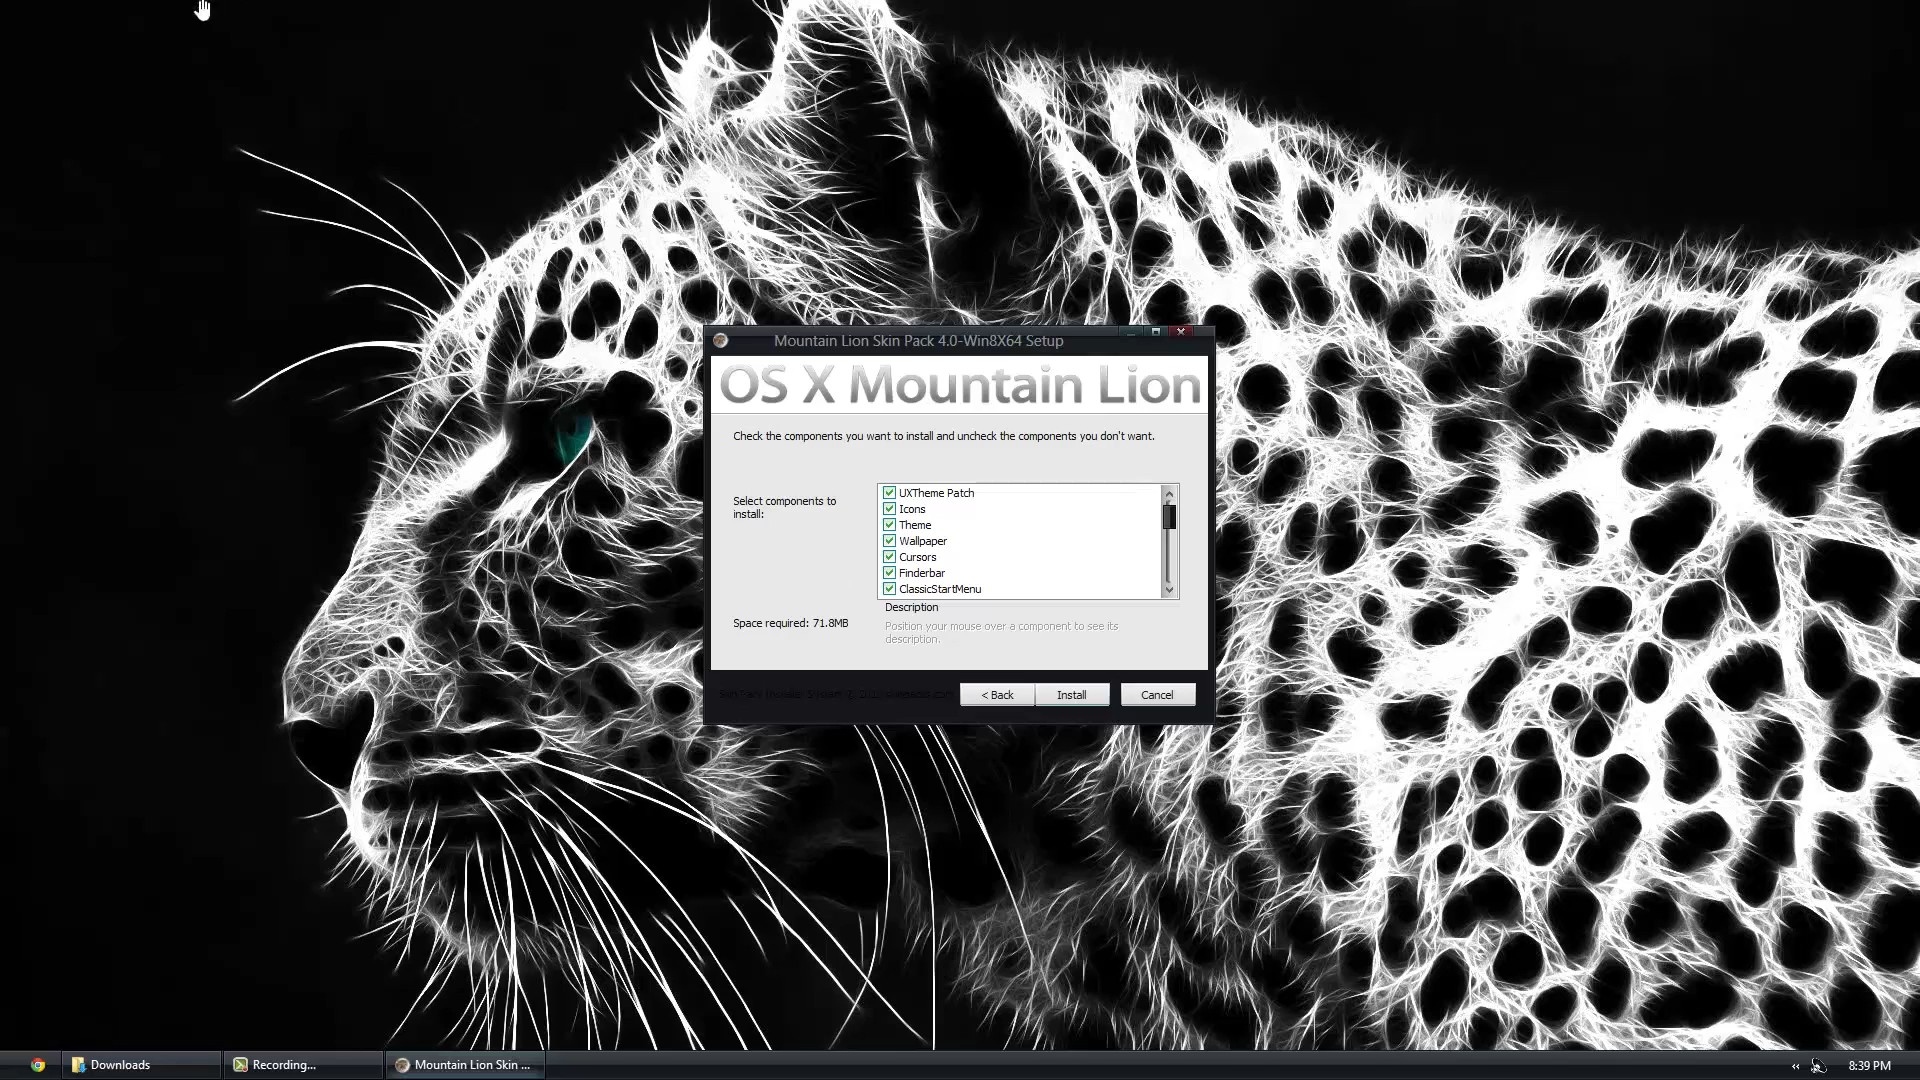 Mountain Lion Skin Pack 4.0-Win8X64 Setup
OS X Mountain Lion
Check the components you want to install and uncheck the components you don't want.
Select components to
install:
UXTheme Patch
Icons
Theme
Wallpaper
Cursors
Finderbar
ClassicStartMenu
Space required: 71.8MB
Description
Position your mouse over a component to see its
description.
< Back
Install
Cancel
Downloads
Recording...
Mountain Lion Skin ...
8:39 PM